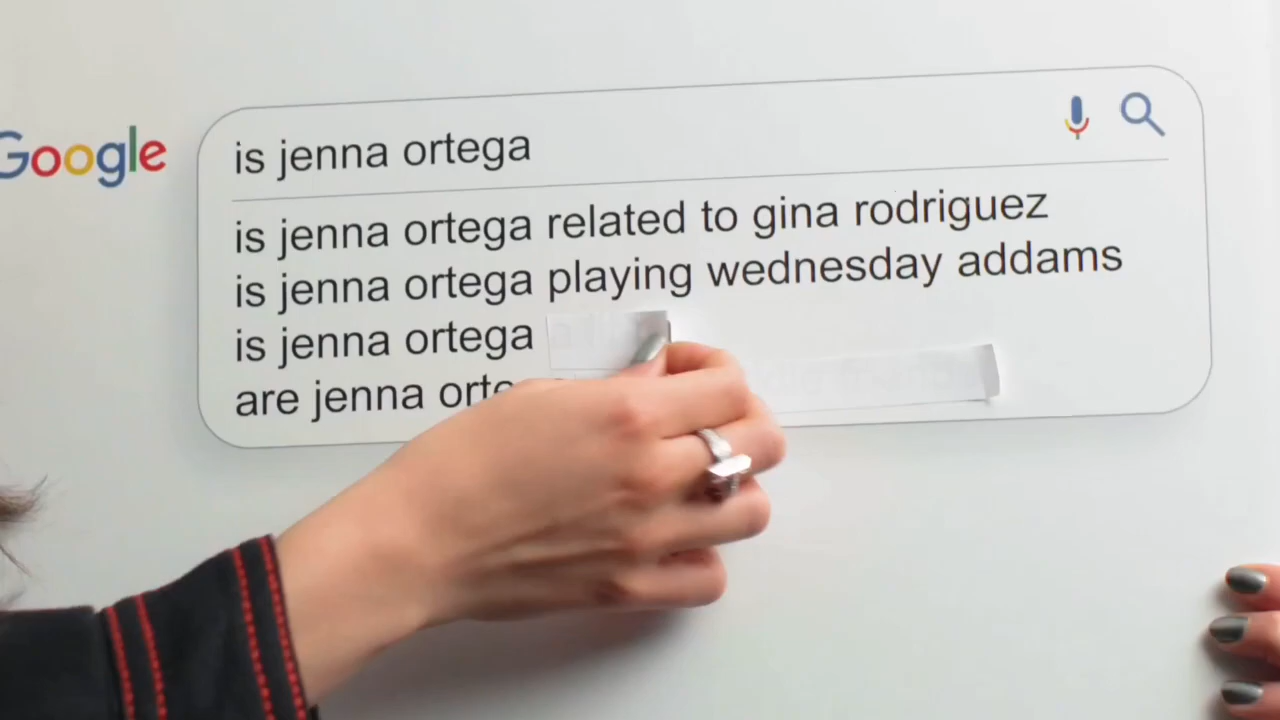 Google
is jenna ortega
is jenna ortega related to gina rodriguez
is jenna ortega playing wednesday addams
is jenna ortega
are jenna